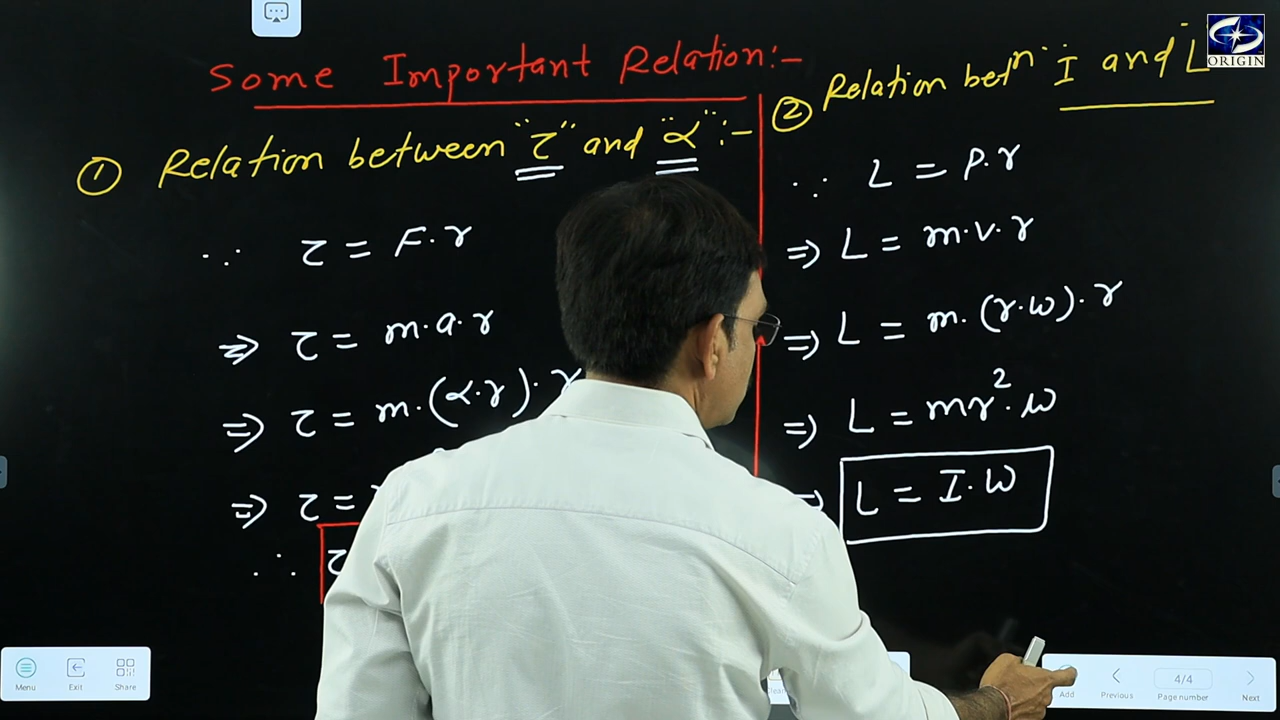 Some Important Relation:-
① Relation between "τ" and "α":-
∵ τ = F·r
⇒ τ = m·a·r
⇒ τ = m·(α·r)·r
⇒ τ =
∴ τ
② Relation betn· I and L
∵ L = P·r
⇒ L = m·v·r
⇒ L = m·(r·w)·r
⇒ L = mr²·w
⇒ L = I·w
ORIGIN
Menu Exit Share
Add Previous 4/4 Page number Next